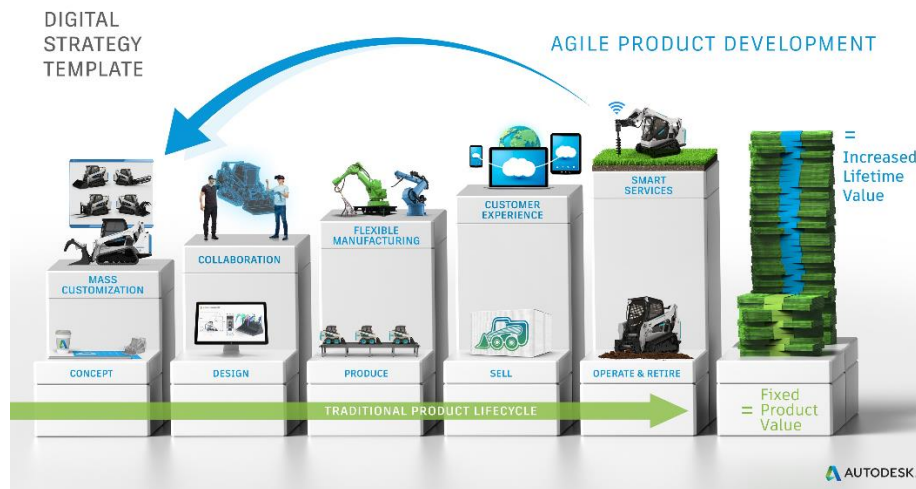 DIGITAL
STRATEGY
TEMPLATE
AGILE PRODUCT DEVELOPMENT
=
Increased
Lifetime
Value
SMART
SERVICES
CUSTOMER
EXPERIENCE
FLEXIBLE
MANUFACTURING
COLLABORATION
MASS
CUSTOMIZATION
CONCEPT
DESIGN
PRODUCE
SELL
OPERATE & RETIRE
TRADITIONAL PRODUCT LIFECYCLE
= Fixed
Product
Value
AUTODESK